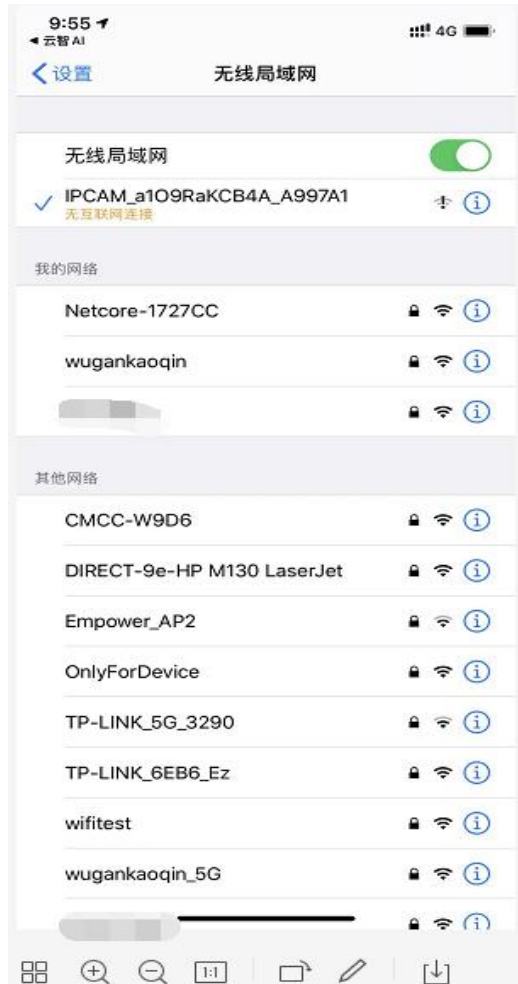 9:55
4G
云智AI
设置
无线局域网
无线局域网
IPCAM_a1O9RaKCB4A_A997A1
无互联网连接
我的网络
Netcore-1727CC
wugankaoqin
其他网络
CMCC-W9D6
DIRECT-9e-HP M130 LaserJet
Empower_AP2
OnlyForDevice
TP-LINK_5G_3290
TP-LINK_6EB6_Ez
wifitest
wugankaoqin_5G
1:1